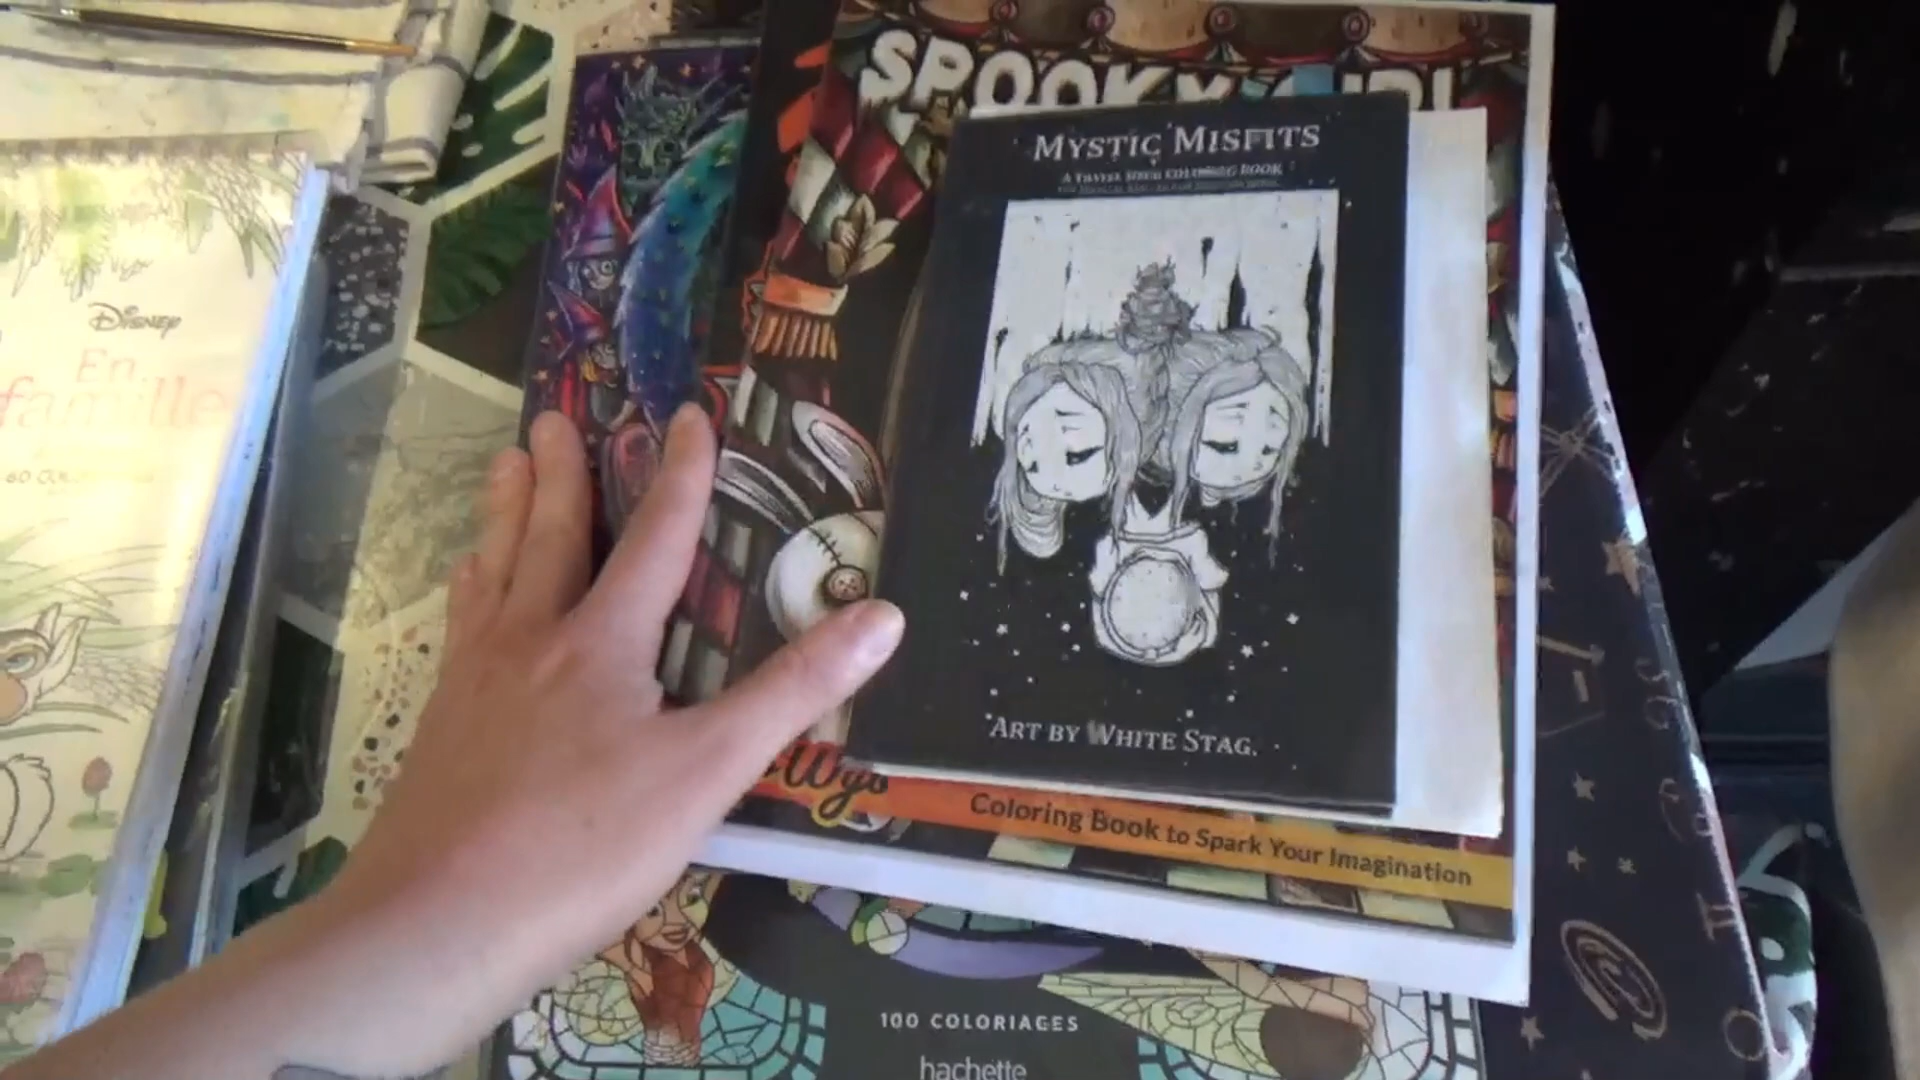 SPOOKY GIRL
MYSTIC MISFITS
A TRAVEL SIZED COLORING BOOK
ART BY WHITE STAG.
Coloring Book to Spark Your Imagination
DISNEY
En
famille
60
100 COLORIAGES
hachette